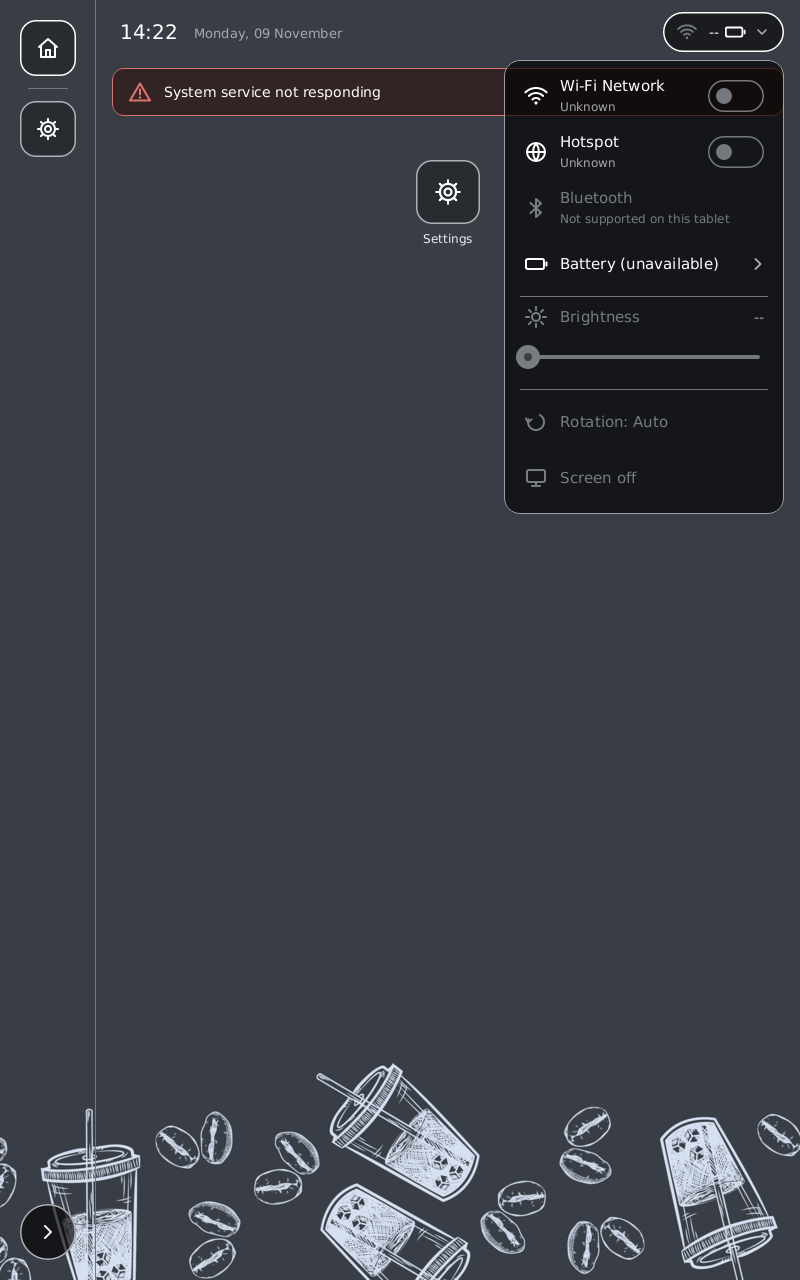 14:22 Monday, 09 November
--
System service not responding
Wi-Fi Network
Unknown
Hotspot
Unknown
Bluetooth
Not supported on this tablet
Settings
Battery (unavailable)
Brightness --
Rotation: Auto
Screen off